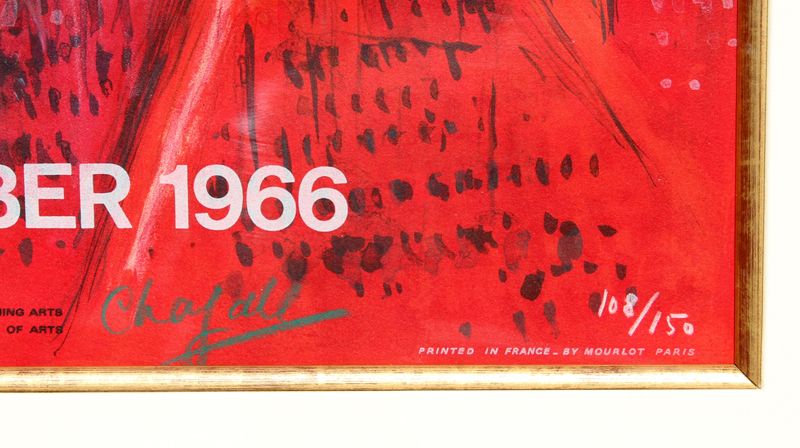 BER 1966
ING ARTS
OF ARTS
Chagall
108/150
PRINTED IN FRANCE _ BY MOURLOT PARIS